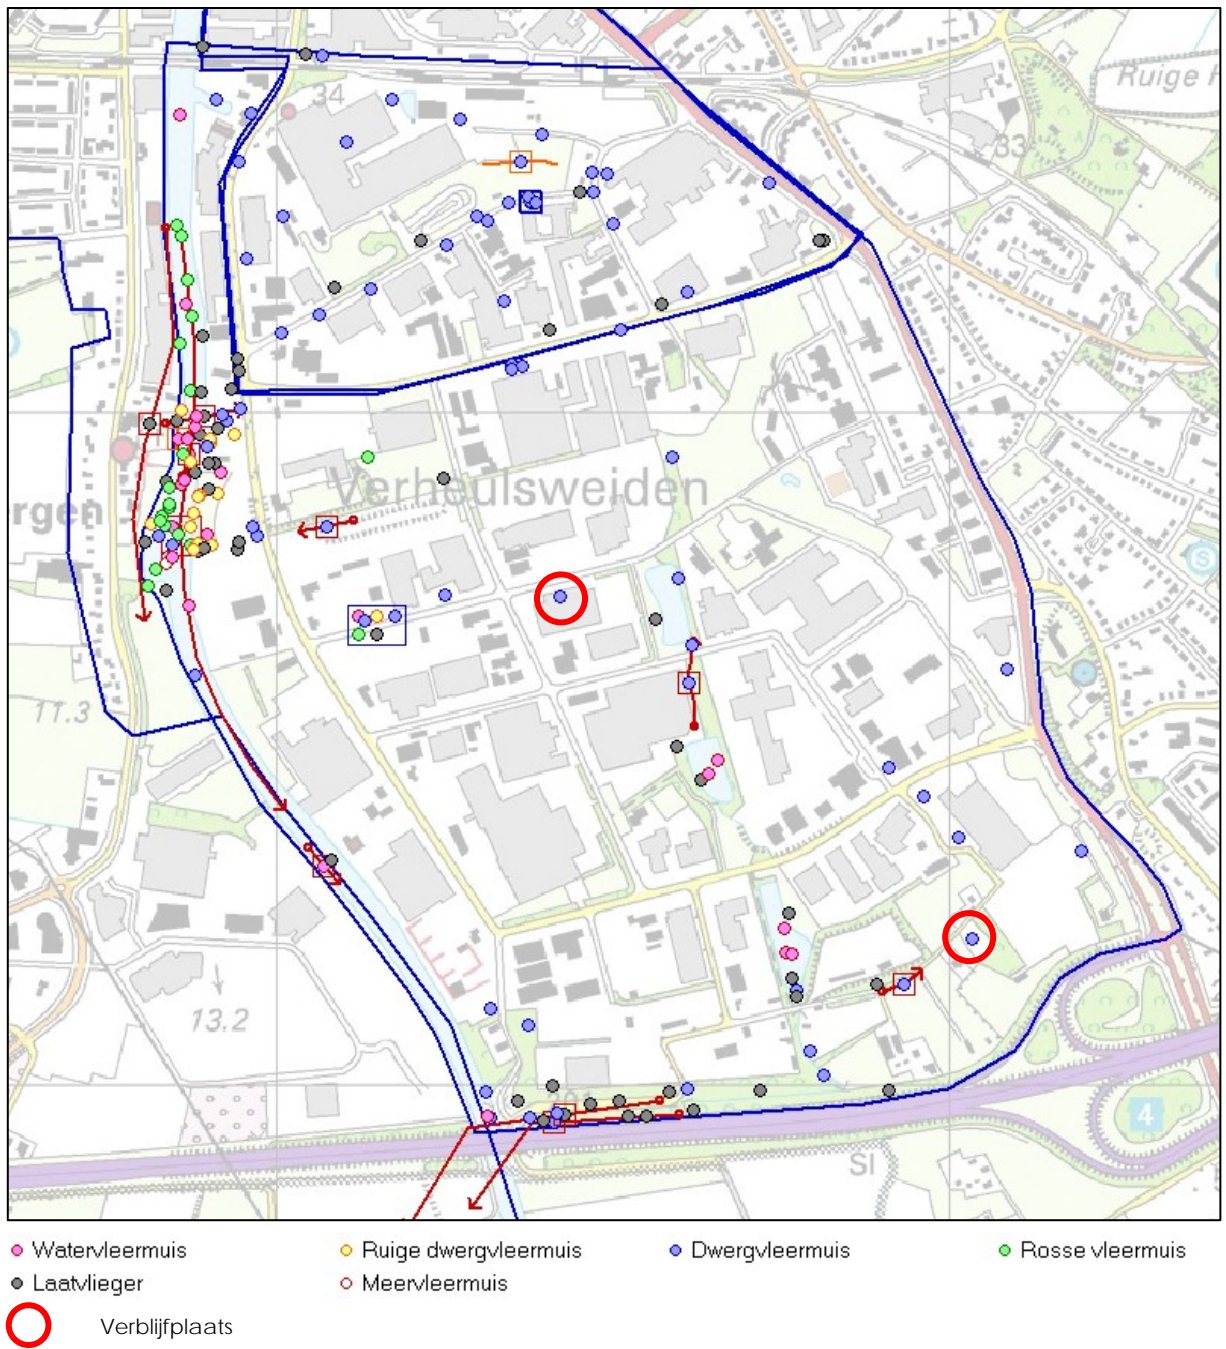 34
33
Ruige
Verheulsweiden
rgen
11.3
13.2
4
SI
Watervleermuis
Ruige dwergvleermuis
Dwergvleermuis
Rosse vleermuis
Laatvlieger
Meervleermuis
Verblijfplaats